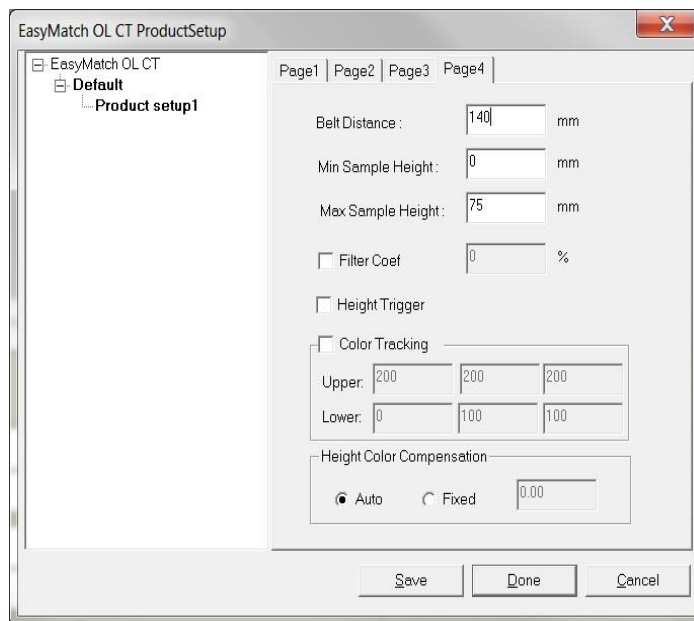 EasyMatch OL CT ProductSetup
X
EasyMatch OL CT
Default
Product setup1
Page1 Page2 Page3 Page4
Belt Distance : 140 mm
Min Sample Height : 0 mm
Max Sample Height : 75 mm
Filter Coef 0 %
Height Trigger
Color Tracking
Upper: 200 200 200
Lower: 0 100 100
Height Color Compensation
Auto Fixed 0.00
Save Done Cancel